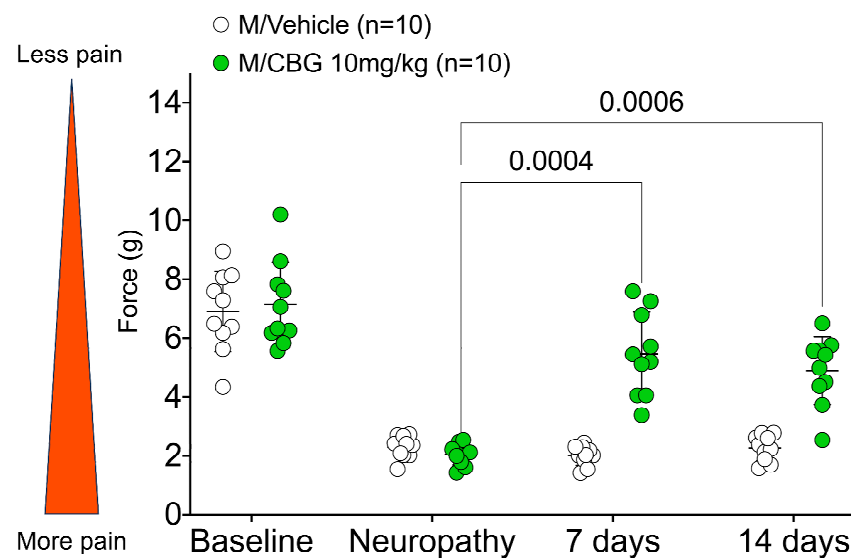 M/Vehicle (n=10)
Less pain
M/CBG 10mg/kg (n=10)
14
0.0006
12
0.0004
10
8
Force (g)
6
4
2
0
More pain
Baseline
Neuropathy
7 days
14 days